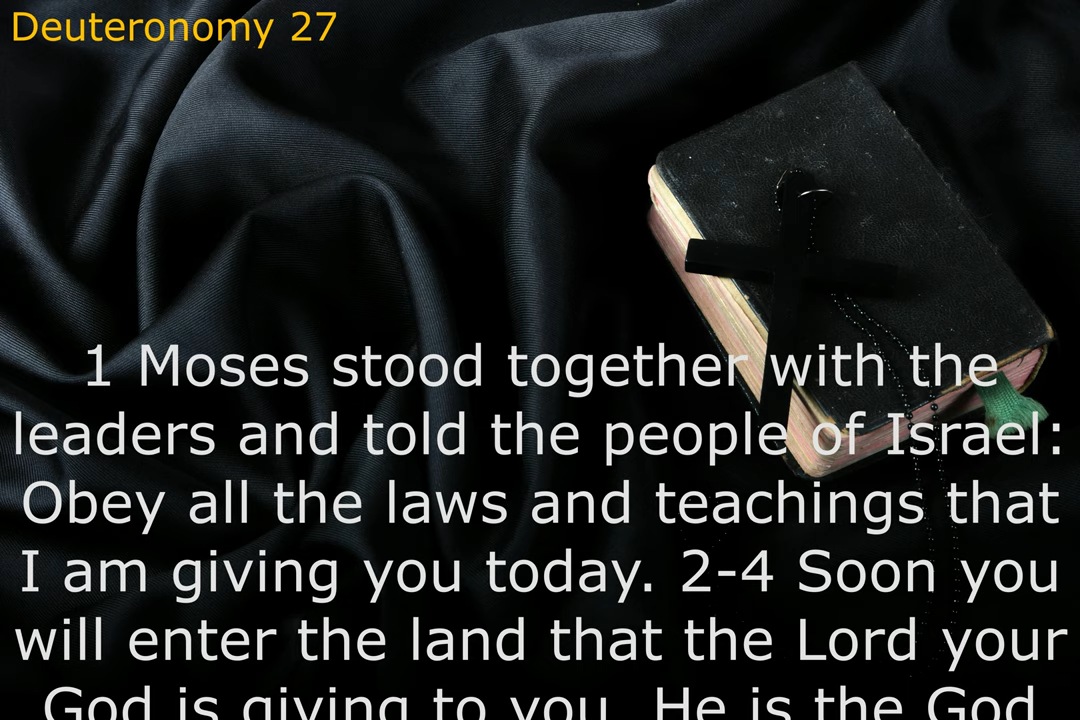 Deuteronomy 27
1 Moses stood together with the
leaders and told the people of Israel:
Obey all the laws and teachings that
I am giving you today. 2-4 Soon you
will enter the land that the Lord your
God is giving to you. He is the God